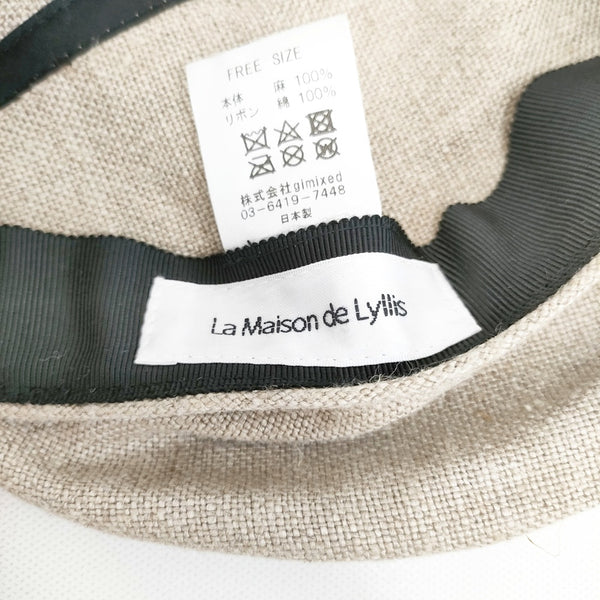 FREE SIZE
本体 麻 100%
リボン 綿 100%
株式会社glmixed
03-6419-7448
日本製
La Maison de Lyllis